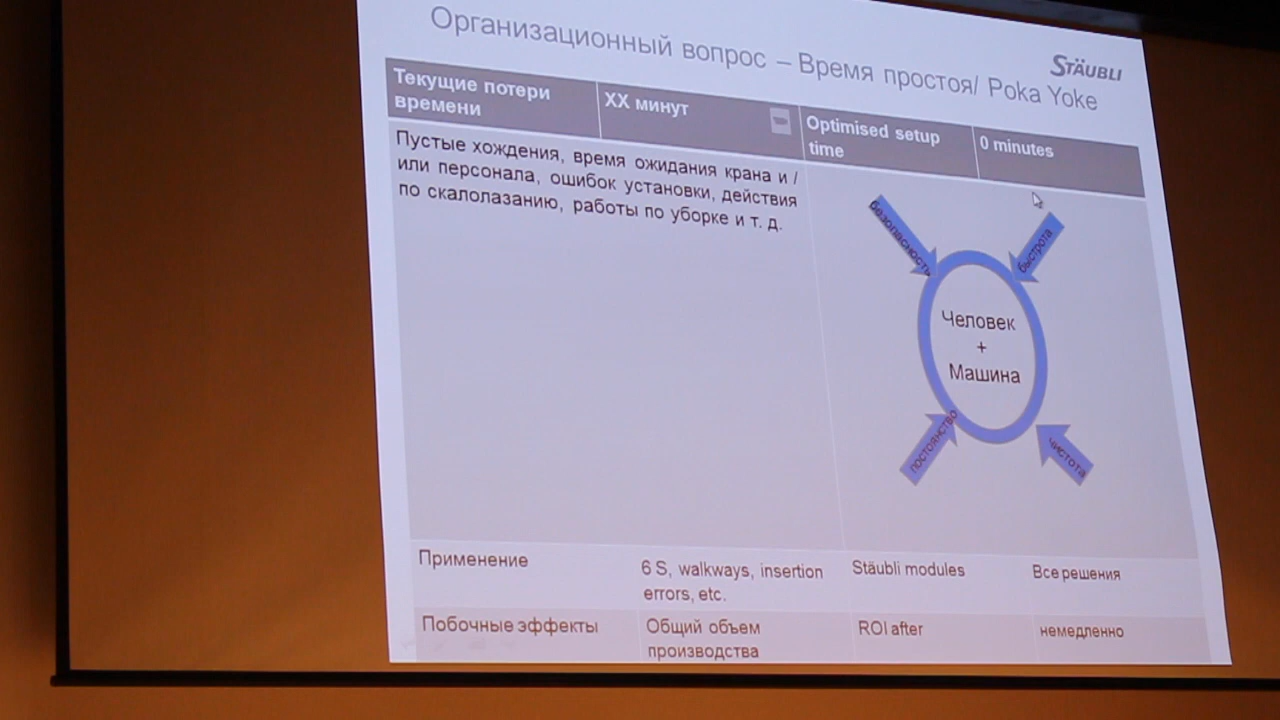 Организационный вопрос – Время простоя/ Poka Yoke
STÄUBLI
Текущие потери
времени
XX минут
Optimised setup
time
0 minutes
Пустые хождения, время ожидания крана и /
или персонала, ошибок установки, действия
по скалолазанию, работы по уборке и т. д.
безопасность
быстрота
Человек
+
Машина
постоянство
чистота
Применение
6 S, walkways, insertion
errors, etc.
Stäubli modules
Все решения
Побочные эффекты
Общий объем
производства
ROI after
немедленно